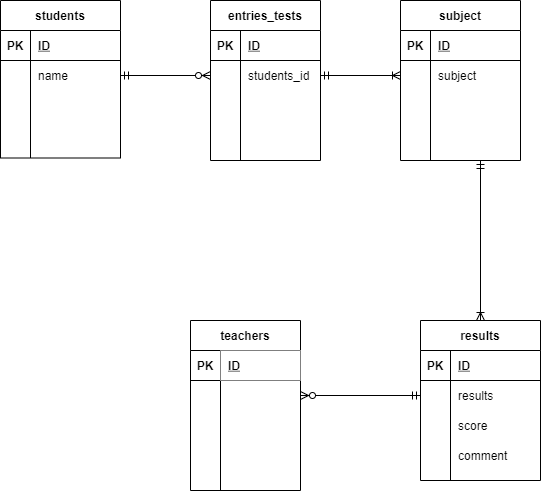 students
PK ID
name
entries_tests
PK ID
students_id
subject
PK ID
subject
teachers
PK ID
results
PK ID
results
score
comment